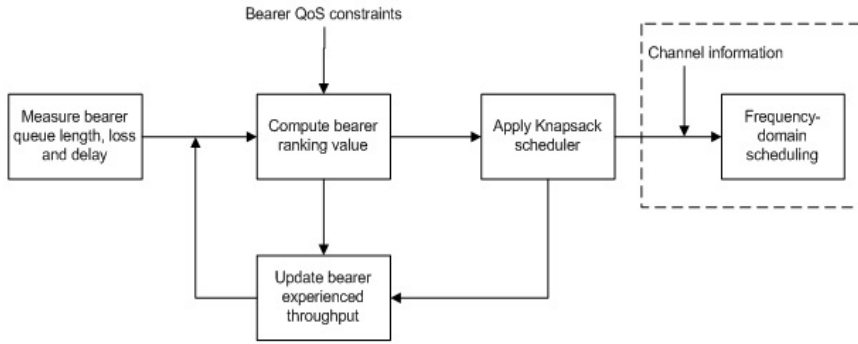 Bearer QoS constraints
Channel information
Measure bearer
queue length, loss
and delay
Compute bearer
ranking value
Apply Knapsack
scheduler
Frequency-
domain
scheduling
Update bearer
experienced
throughput